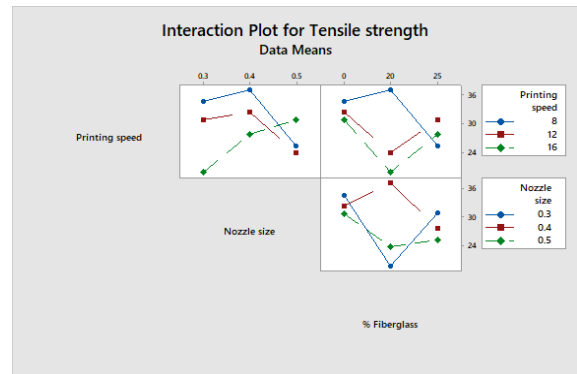 Interaction Plot for Tensile strength
Data Means
0.3 0.4 0.5 0 20 25
Printing speed
36
30
24
Printing
speed
8
12
16
Nozzle size
36
30
24
Nozzle
size
0.3
0.4
0.5
% Fiberglass